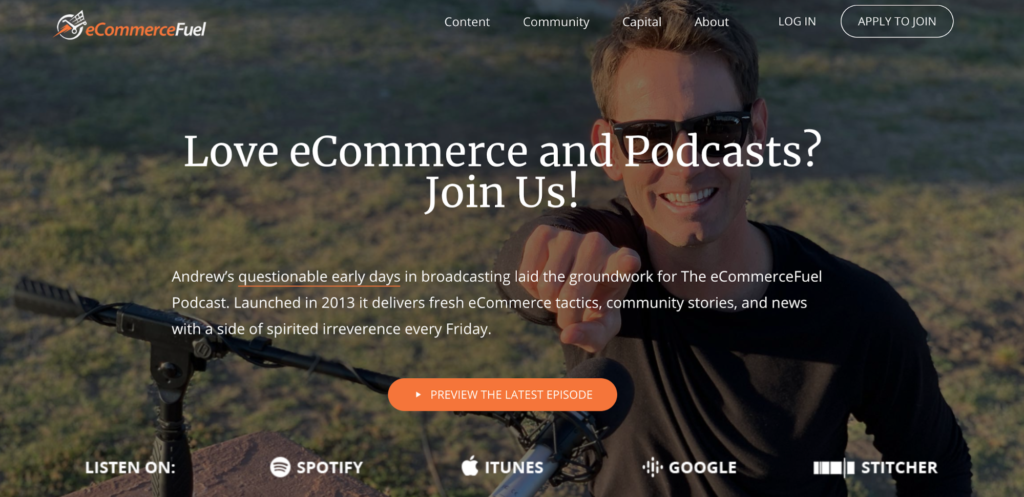 eCommerceFuel
Content Community Capital About LOG IN APPLY TO JOIN
Love eCommerce and Podcasts?
Join Us!
Andrew's questionable early days in broadcasting laid the groundwork for The eCommerceFuel
Podcast. Launched in 2013 it delivers fresh eCommerce tactics, community stories, and news
with a side of spirited irreverence every Friday.
PREVIEW THE LATEST EPISODE
LISTEN ON: SPOTIFY ITUNES GOOGLE STITCHER